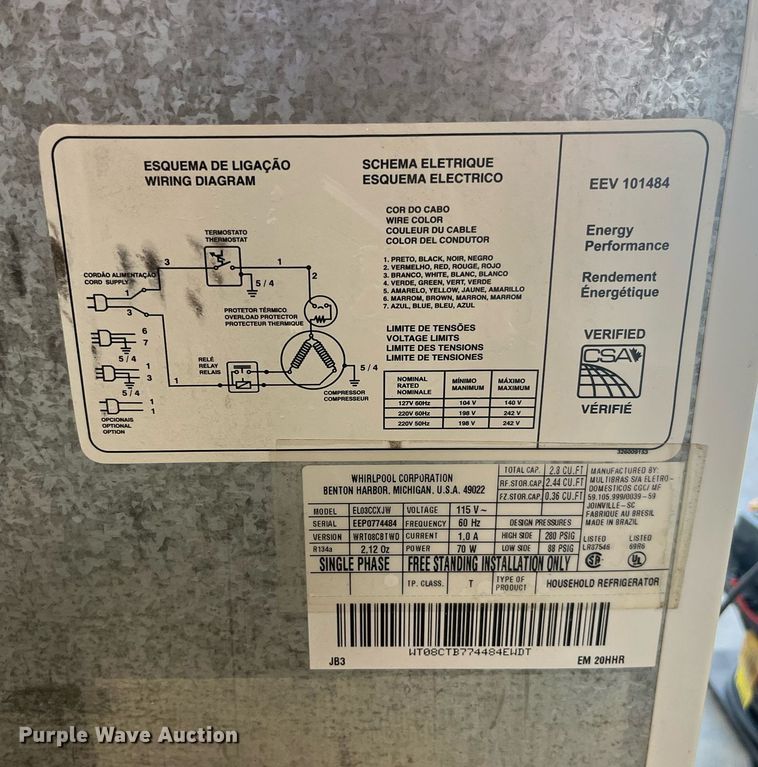 ESQUEMA DE LIGAÇÃO
WIRING DIAGRAM
SCHEMA ELETRIQUE
ESQUEMA ELECTRICO
TERMOSTATO
THERMOSTAT
3
1
2
5/4
CORDÃO ALIMENTAÇÃO
CORD SUPPLY
1
3
PROTETOR TÉRMICO
OVERLOAD PROTECTOR
PROTECTEUR THERMIQUE
6
7
5/4
RELÉ
RELAY
RELAIS
5/4
1
3
5/4
1
5/4
COMPRESSOR
COMPRESSEUR
1
1
OPCIONAIS
OPTIONAL
OPTION
COR DO CABO
WIRE COLOR
COULEUR DU CABLE
COLOR DEL CONDUTOR
1. PRETO, BLACK, NOIR, NEGRO
2. VERMELHO, RED, ROUGE, ROJO
3. BRANCO, WHITE, BLANC, BLANCO
4. VERDE, GREEN, VERT, VERDE
5. AMARELO, YELLOW, JAUNE, AMARILLO
6. MARROM, BROWN, MARRON, MARROM
7. AZUL, BLUE, BLEU, AZUL
LIMITE DE TENSÕES
VOLTAGE LIMITS
LIMITE DES TENSIONS
LIMITE DE TENSIONES
NOMINAL RATED NOMINALE MÍNIMO MANIMUM MÁXIMO MAXIMUM
127V 60Hz 104 V 140 V
220V 60Hz 198 V 242 V
220V 50Hz 198 V 242 V
EEV 101484
Energy
Performance
Rendement
Énergétique
VERIFIED
CSA
VÉRIFIÉ
326009153
WHIRLPOOL CORPORATION
BENTON HARBOR, MICHIGAN, U.S.A. 49022
TOTAL CAP. 2.8 CU.FT
RF.STOR.CAP. 2.44 CU.FT
FZ.STOR.CAP. 0.36 CU.FT
MANUFACTURED BY:
MULTIBRAS S/A ELETRO-
DOMESTICOS CGC/MF
59.105.999/0039-59
JOINVILLE-SC
FABRIQUE AU BRESIL
MADE IN BRAZIL
MODEL EL03CCXJW VOLTAGE 115 V~
SERIAL EEP0774484 FREQUENCY 60 Hz DESIGN PRESSURES
VERSION WRT08CBTWO CURRENT 1.0 A HIGH SIDE 280 PSIG
R134a 2.12 Oz POWER 70 W LOW SIDE 88 PSIG
LISTED
LR87546
SA
LISTED
69R6
UL
SINGLE PHASE FREE STANDING INSTALLATION ONLY
TP. CLASS. T TYPE OF PRODUCT HOUSEHOLD REFRIGERATOR
WT08CTB774484EWDT
JB3 EM 20HHR
Purple Wave Auction